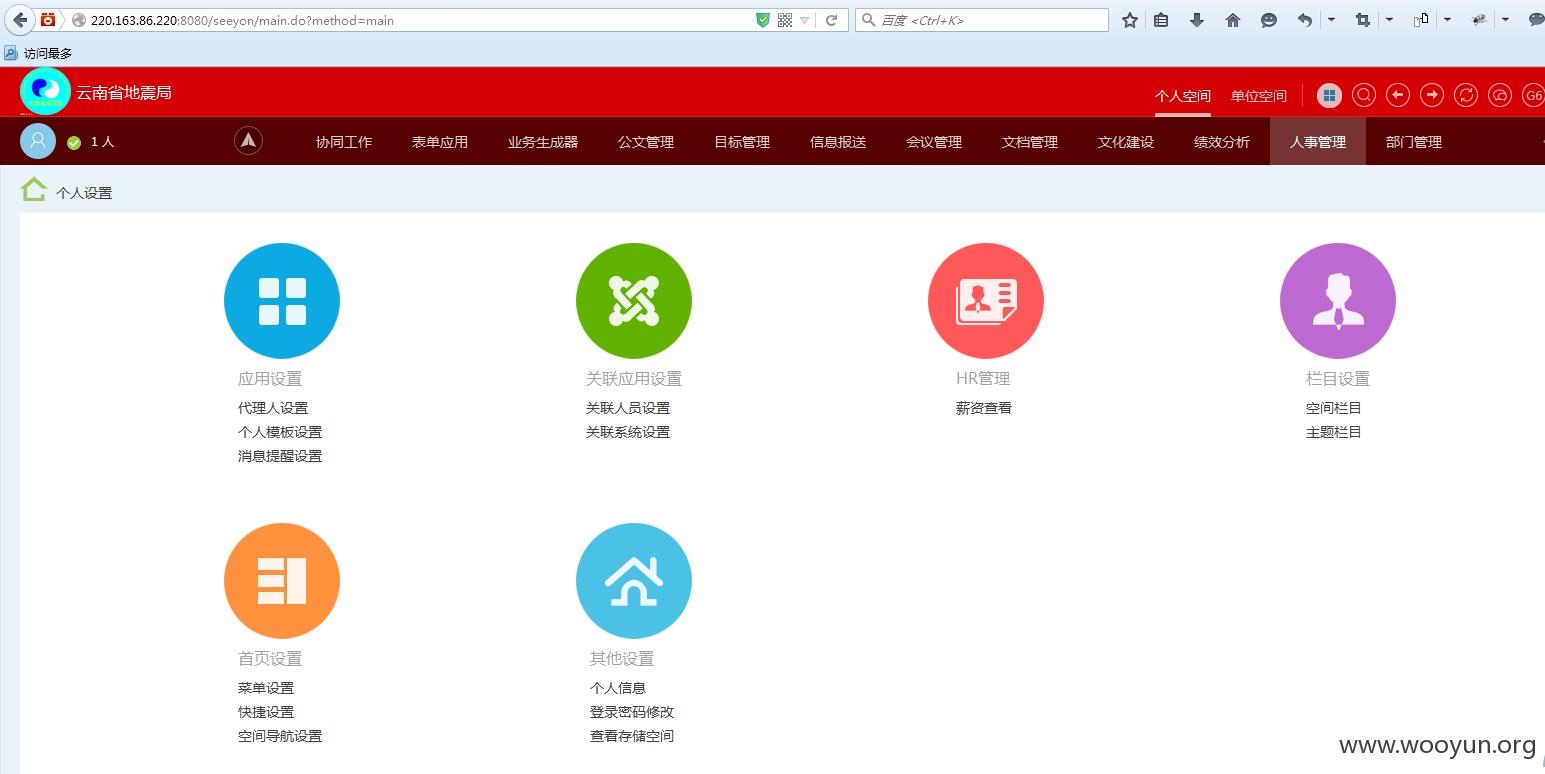 220.163.86.220:8080/seeyon/main.do?method=main
百度 <Ctrl+K>
访问最多
云南省地震局
个人空间 单位空间 G6
1 人 协同工作 表单应用 业务生成器 公文管理 目标管理 信息报送 会议管理 文档管理 文化建设 绩效分析 人事管理 部门管理
个人设置
应用设置
代理人设置
个人模板设置
消息提醒设置
关联应用设置
关联人员设置
关联系统设置
HR管理
薪资查看
栏目设置
空间栏目
主题栏目
首页设置
菜单设置
快捷设置
空间导航设置
其他设置
个人信息
登录密码修改
查看存储空间
www.wooyun.org